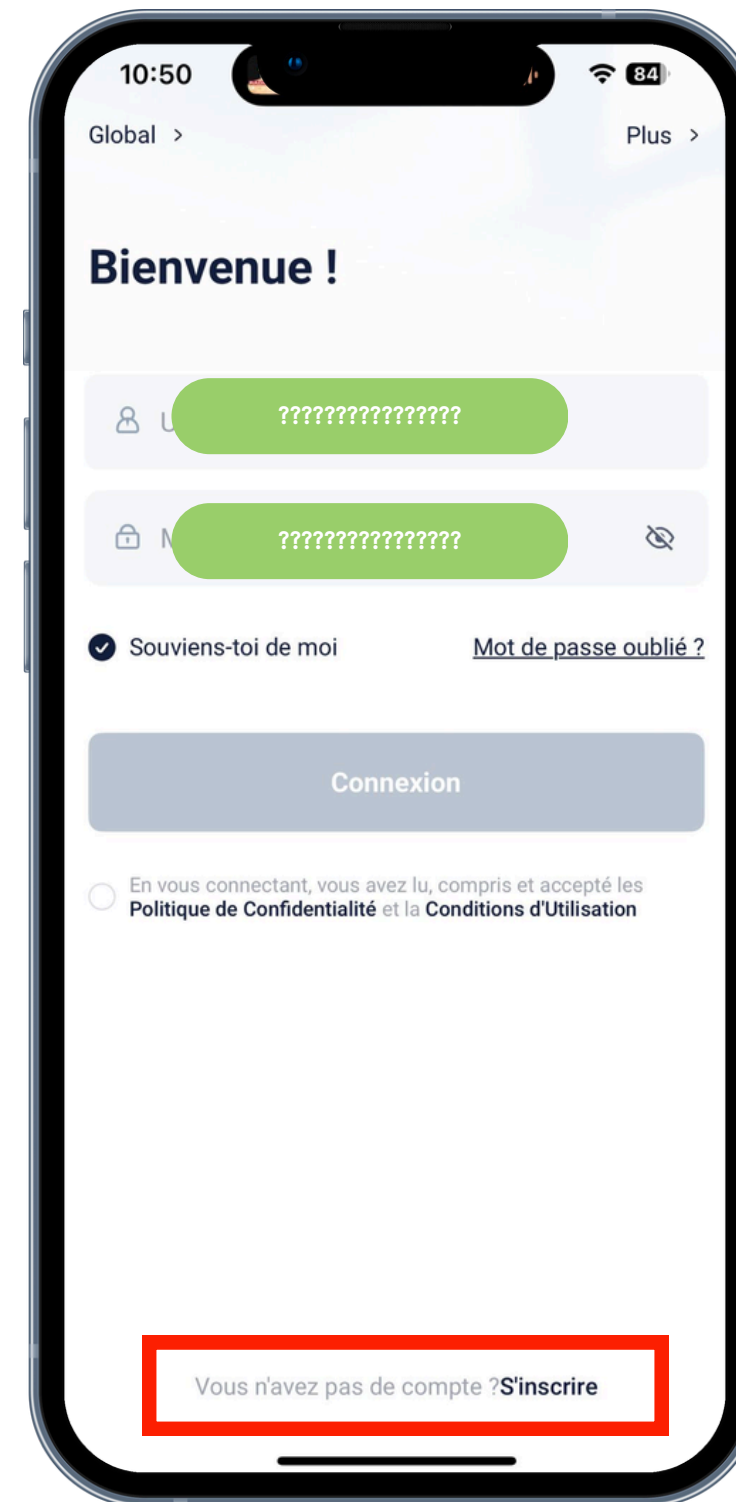 10:50
84
Global >
Plus >
Bienvenue !
????????????????
????????????????
Souviens-toi de moi
Mot de passe oublié ?
Connexion
En vous connectant, vous avez lu, compris et accepté les
Politique de Confidentialité et la Conditions d'Utilisation
Vous n'avez pas de compte ?S'inscrire